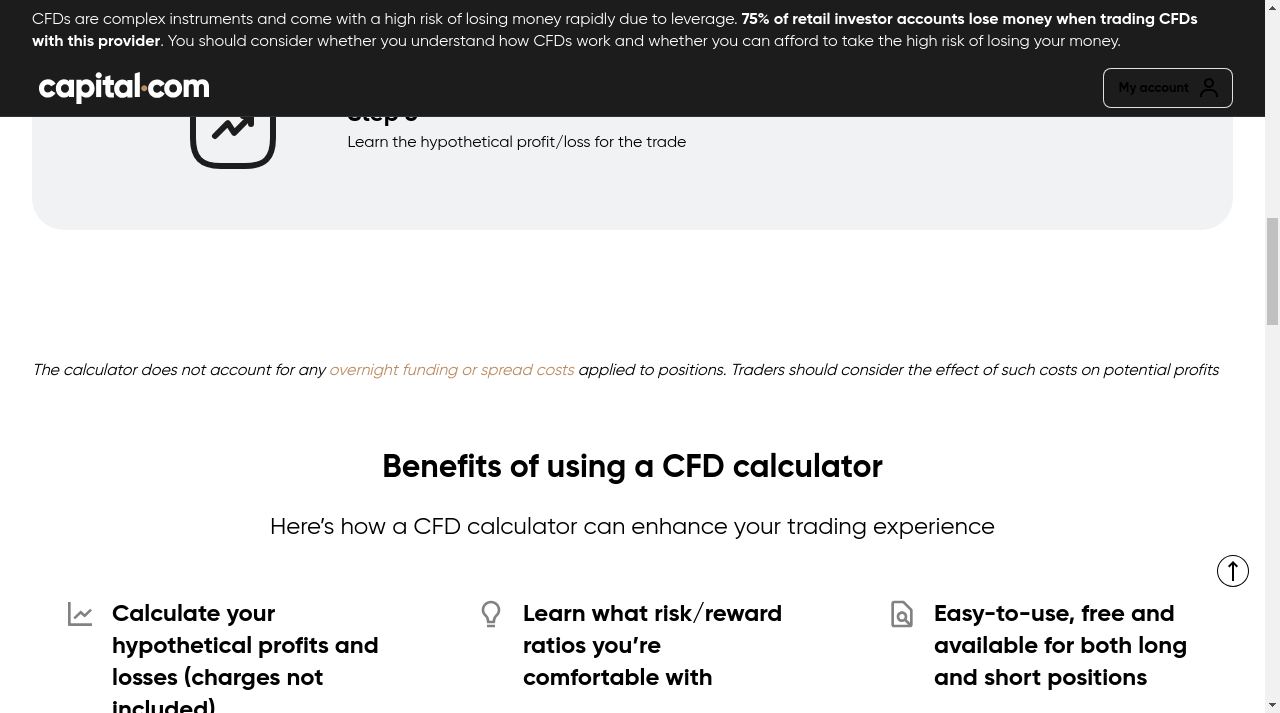 CFDs are complex instruments and come with a high risk of losing money rapidly due to leverage. 75% of retail investor accounts lose money when trading CFDs
with this provider. You should consider whether you understand how CFDs work and whether you can afford to take the high risk of losing your money.
capital.com
My account
Learn the hypothetical profit/loss for the trade
The calculator does not account for any overnight funding or spread costs applied to positions. Traders should consider the effect of such costs on potential profits
Benefits of using a CFD calculator
Here’s how a CFD calculator can enhance your trading experience
Calculate your
hypothetical profits and
losses (charges not
included)
Learn what risk/reward
ratios you’re
comfortable with
Easy-to-use, free and
available for both long
and short positions